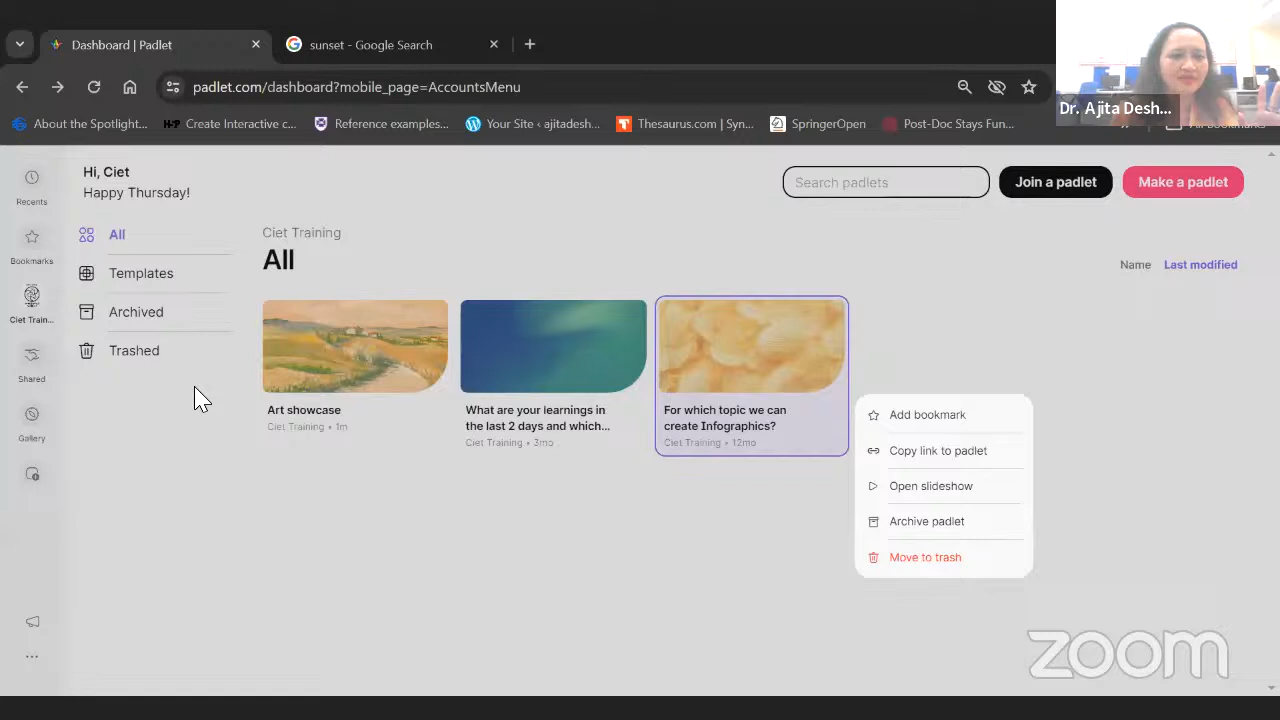 Dashboard | Padlet
sunset - Google Search
padlet.com/dashboard?mobile_page=AccountsMenu
Dr. Ajita Desh...
About the Spotlight...
H-P Create Interactive c...
Reference examples...
Your Site ‹ ajitadesh...
Thesaurus.com | Syn...
SpringerOpen
Post-Doc Stays Fun...
All Bookmarks
Hi, Ciet
Happy Thursday!
Search padlets
Join a padlet
Make a padlet
Recents
Bookmarks
Ciet Train...
Shared
Gallery
All
Templates
Archived
Trashed
Ciet Training
All
Name
Last modified
Art showcase
Ciet Training • 1m
What are your learnings in
the last 2 days and which...
Ciet Training • 3mo
For which topic we can
create Infographics?
Ciet Training • 12mo
Add bookmark
Copy link to padlet
Open slideshow
Archive padlet
Move to trash
zoom